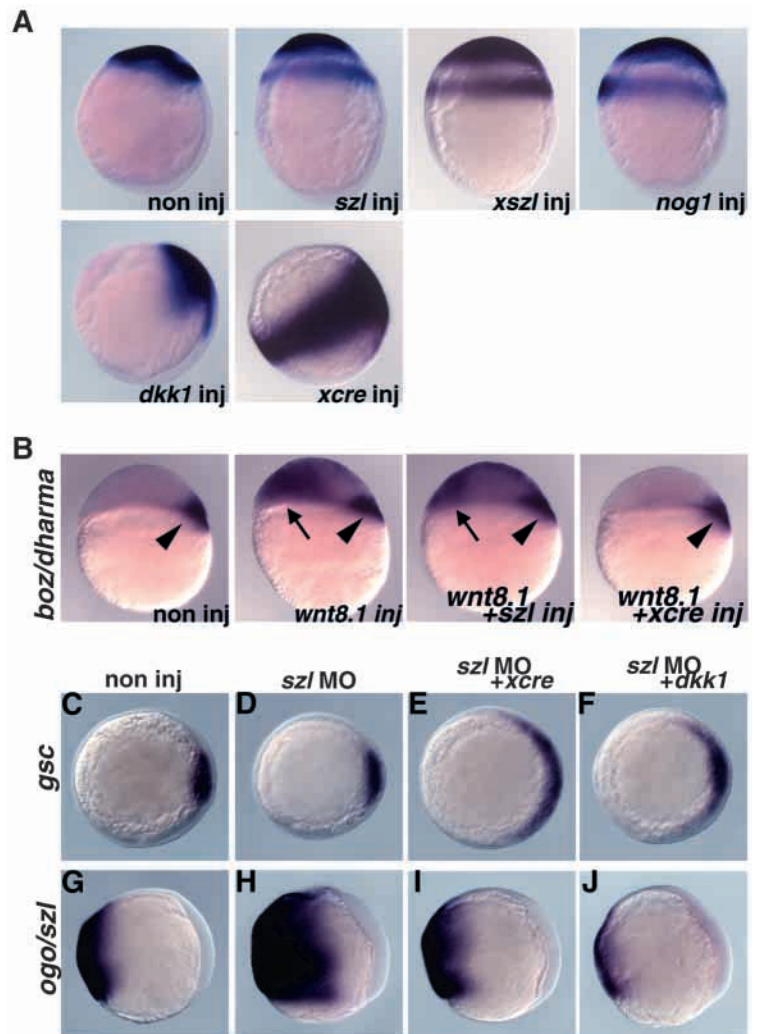 A
non inj
szl inj
xszl inj
nog1 inj
dkk1 inj
xcre inj
B
boz/dharma
non inj
wnt8.1 inj
wnt8.1
+szl inj
wnt8.1
+xcre inj
non inj
szl MO
szl MO
+xcre
szl MO
+dkk1
gsc
C
D
E
F
ogo/szl
G
H
I
J